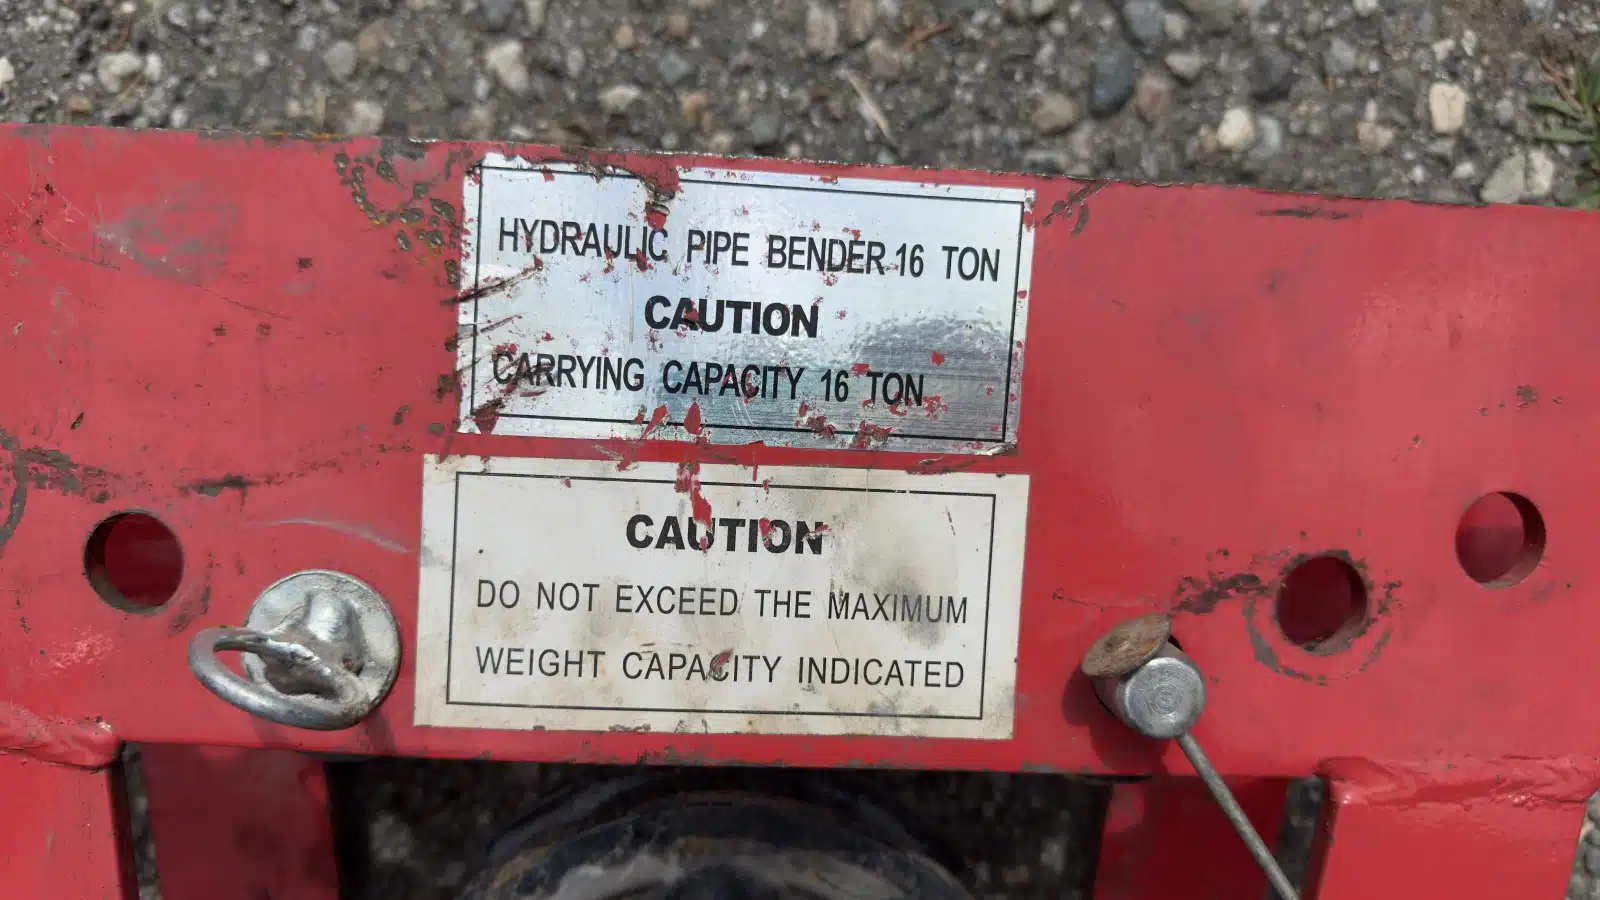 HYDRAULIC PIPE BENDER 16 TON
CAUTION
CARRYING CAPACITY 16 TON
CAUTION
DO NOT EXCEED THE MAXIMUM
WEIGHT CAPACITY INDICATED